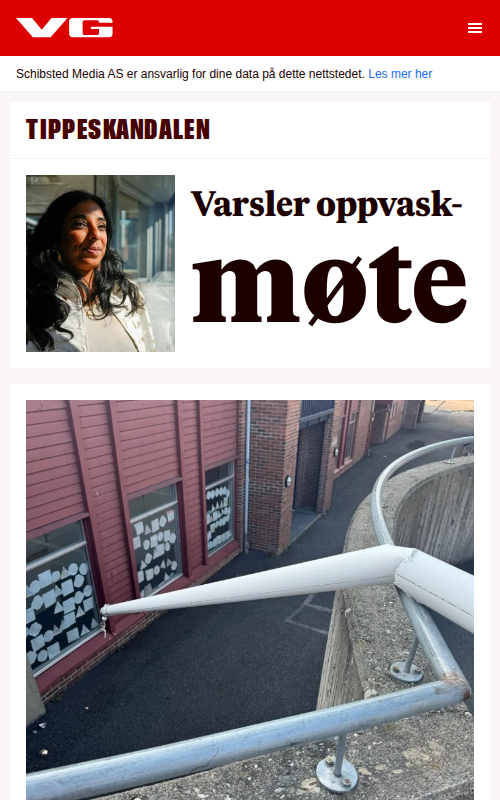 VG
Schibsted Media AS er ansvarlig for dine data på dette nettstedet. Les mer her
TIPPESKANDALEN
Varsler oppvask-
møte